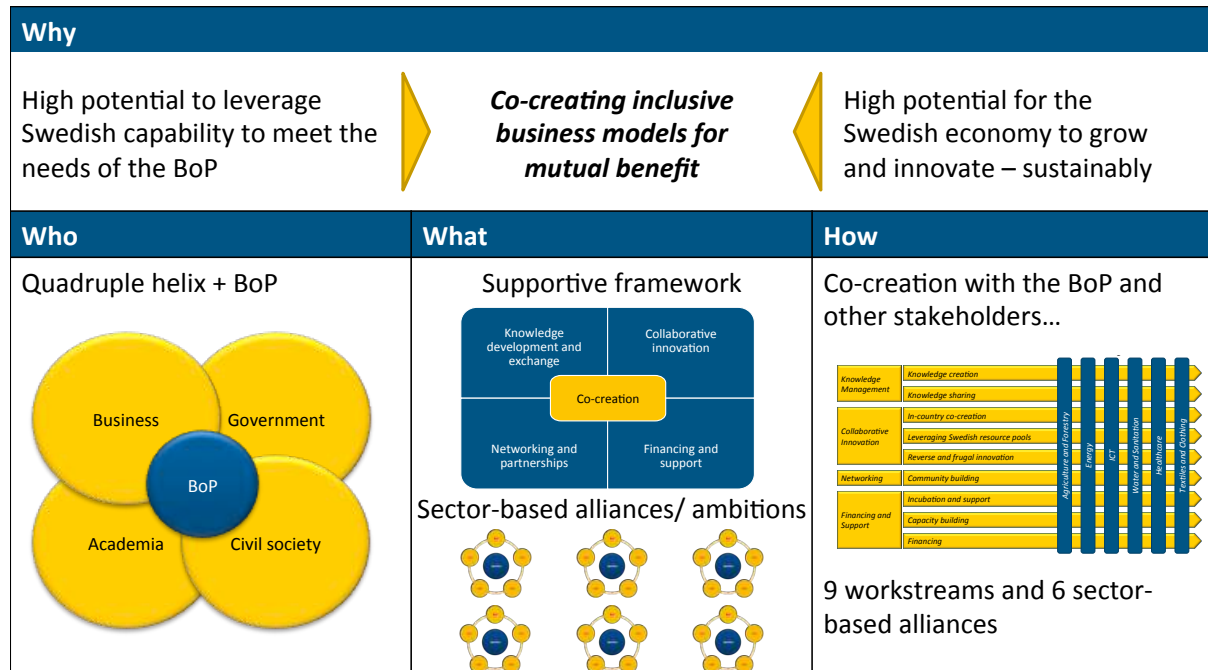 Why
High potential to leverage
Swedish capability to meet the
needs of the BoP
Co-creating inclusive
business models for
mutual benefit
High potential for the
Swedish economy to grow
and innovate – sustainably
Who
Quadruple helix + BoP
Business
Government
BoP
Academia
Civil society
What
Supportive framework
Knowledge
development and
exchange
Collaborative
innovation
Co-creation
Networking and
partnerships
Financing and
support
Sector-based alliances/ ambitions
How
Co-creation with the BoP and
other stakeholders…
Knowledge
Management
Knowledge creation
Knowledge sharing
Collaborative
Innovation
In-country co-creation
Leveraging Swedish resource pools
Reverse and frugal innovation
Networking
Community building
Financing and
Support
Incubation and support
Capacity building
Financing
Agriculture and Forestry
Energy
ICT
Water and Sanitation
Healthcare
Textiles and Clothing
9 workstreams and 6 sector-
based alliances